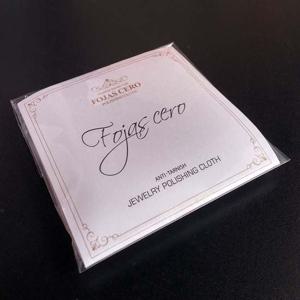 FOJAS CERO
Fojas cero
ANTI-TARNISH
JEWELRY POLISHING CLOTH